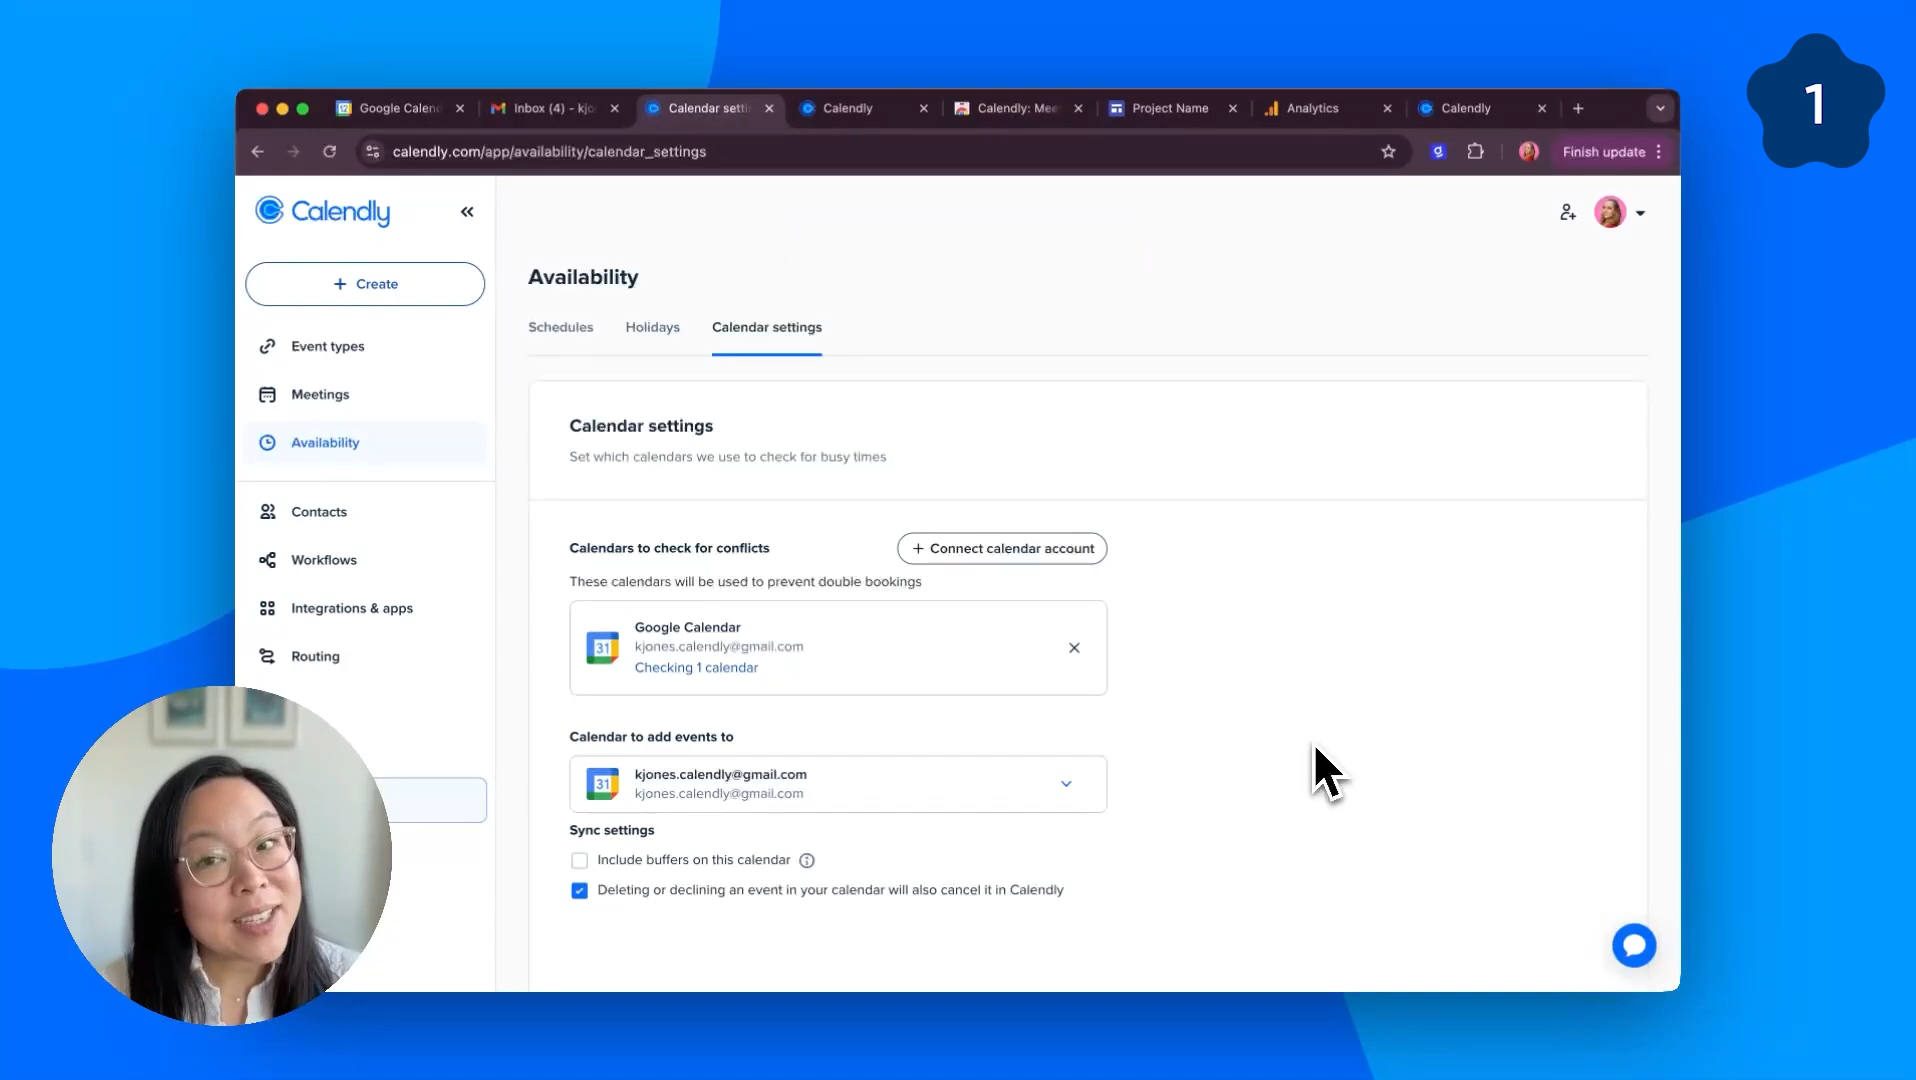 1
Google Calen
Inbox (4) - kjo
Calendar setti
Calendly
Calendly: Mee
Project Name
Analytics
Calendly
calendly.com/app/availability/calendar_settings
Finish update
Calendly
+ Create
Event types
Meetings
Availability
Contacts
Workflows
Integrations & apps
Routing
Availability
Schedules
Holidays
Calendar settings
Calendar settings
Set which calendars we use to check for busy times
Calendars to check for conflicts
+ Connect calendar account
These calendars will be used to prevent double bookings
31
Google Calendar
kjones.calendly@gmail.com
Checking 1 calendar
Calendar to add events to
31
kjones.calendly@gmail.com
kjones.calendly@gmail.com
Sync settings
Include buffers on this calendar
Deleting or declining an event in your calendar will also cancel it in Calendly